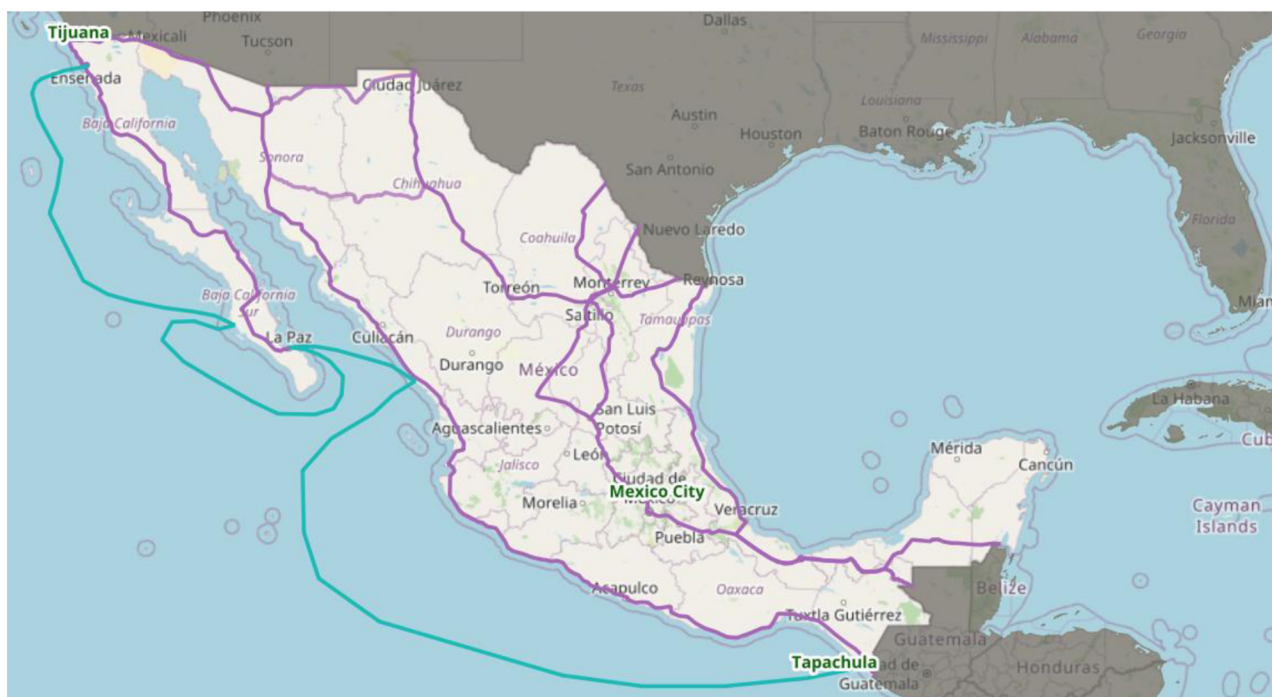 Phoenix
Dallas
Tijuana
Mexicali
Tucson
Mississippi
Alabama
Georgia
Ensenada
Ciudad Juárez
Texas
Louisiana
Austin
Baton Rouge
Jacksonville
Houston
Baja California
Sonora
San Antonio
Chihuahua
Florida
Coahuila
Nuevo Laredo
Torreón
Monterrey
Reynosa
Baja California
Sur
Saltillo
Tamaulipas
La Paz
Culiacán
Durango
Durango
México
La Habana
San Luis
Potosí
Aguascalientes
Mérida
León
Jalisco
Cancún
Ciudad de
Mexico City
Morelia
Veracruz
Cayman
Islands
Puebla
Acapulco
Oaxaca
Belize
Tuxtla Gutiérrez
Guatemala
Tapachula
Honduras
Guatemala